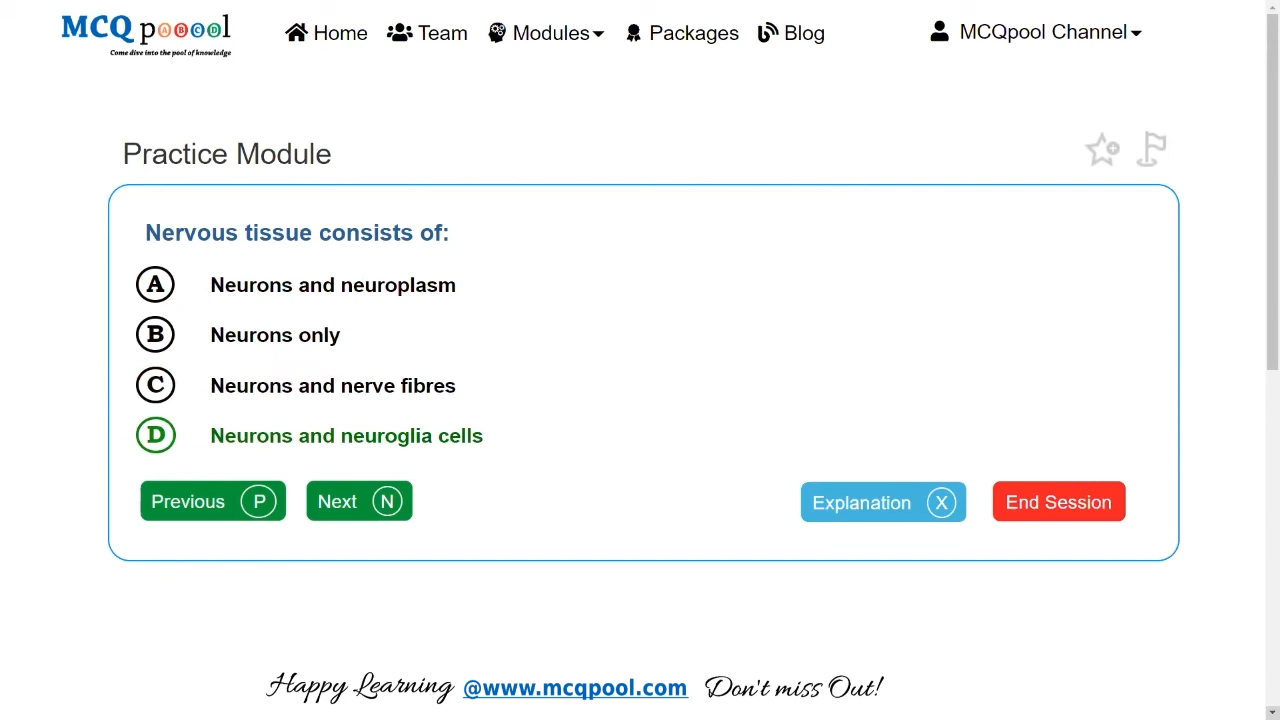 MCQ pABCDl
Come dive into the pool of knowledge
Home Team Modules Packages Blog MCQpool Channel
Practice Module
Nervous tissue consists of:
A Neurons and neuroplasm
B Neurons only
C Neurons and nerve fibres
D Neurons and neuroglia cells
Previous P Next N Explanation X End Session
Happy Learning @www.mcqpool.com Don't miss Out!